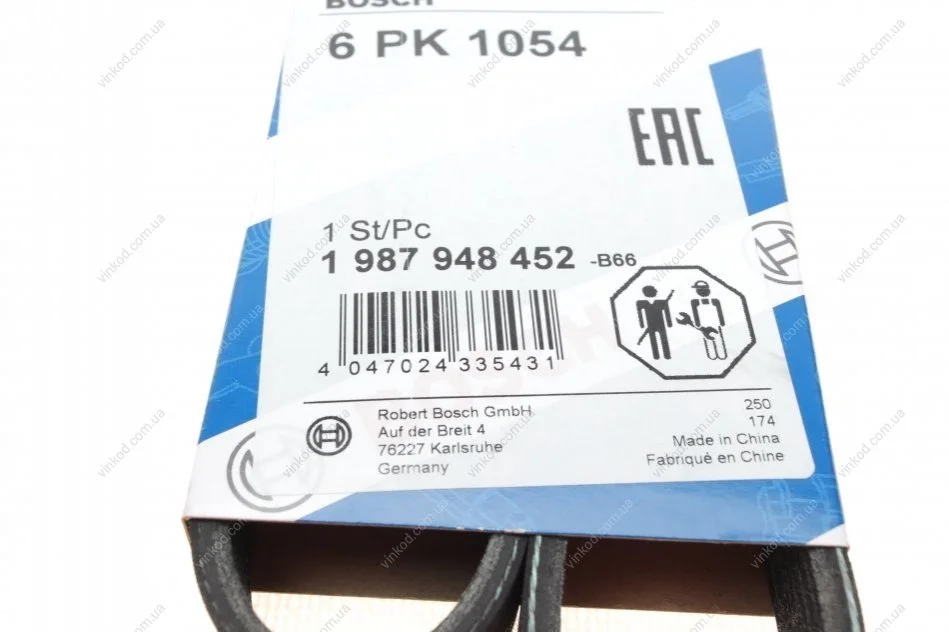 BOSCH
6 PK 1054
EAC
1 St/Pc
1 987 948 452 -B66
4 047024 335431
Robert Bosch GmbH
Auf der Breit 4
76227 Karlsruhe
Germany
250
174
Made in China
Fabriqué en Chine
vinkod.com.ua